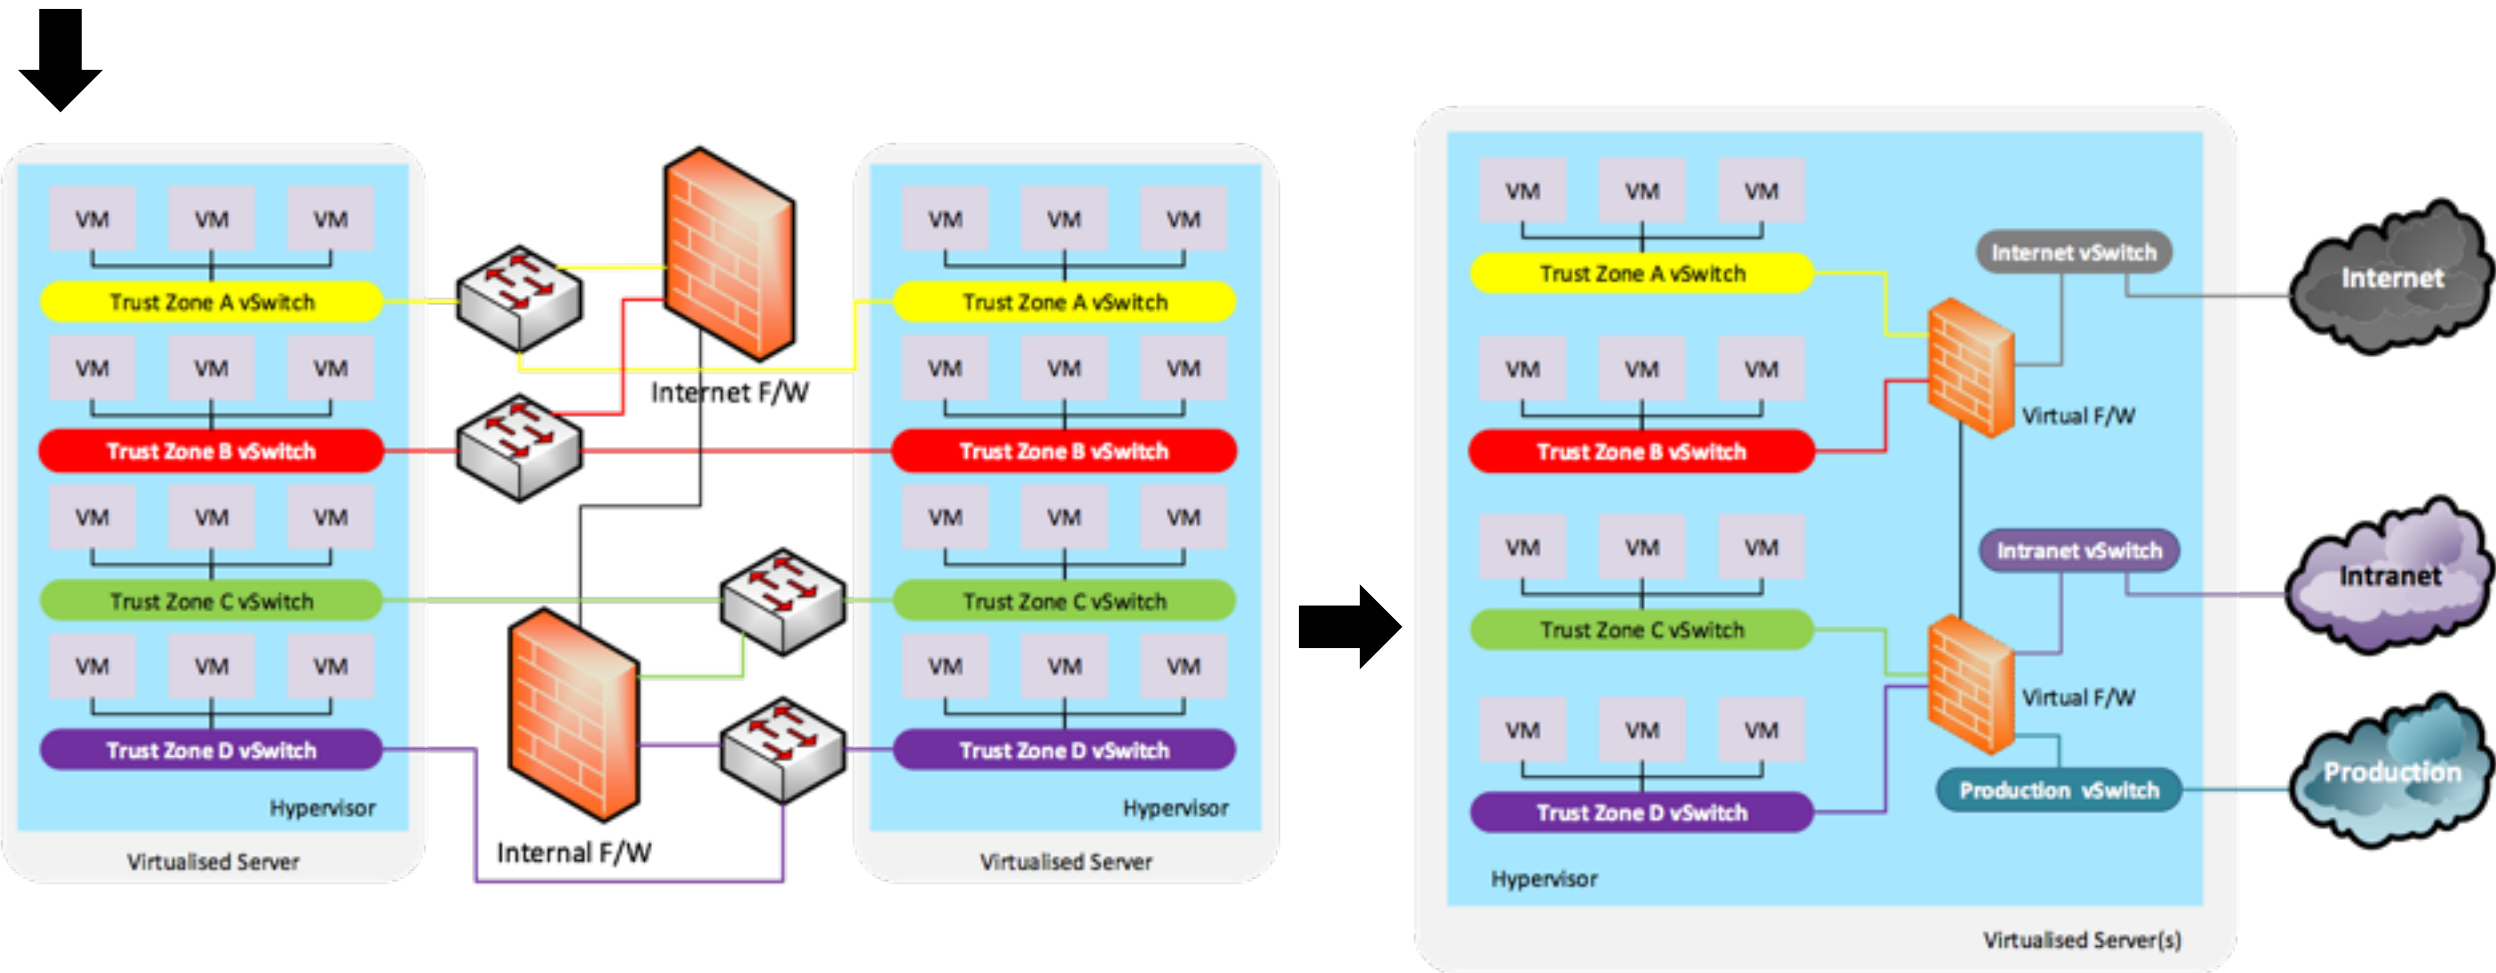 VM VM VM
Trust Zone A vSwitch
VM VM VM
Trust Zone B vSwitch
VM VM VM
Trust Zone C vSwitch
VM VM VM
Trust Zone D vSwitch
Hypervisor
Virtualised Server
Internet F/W
Internal F/W
VM VM VM
Trust Zone A vSwitch
VM VM VM
Trust Zone B vSwitch
VM VM VM
Trust Zone C vSwitch
VM VM VM
Trust Zone D vSwitch
Hypervisor
Virtualised Server
VM VM VM
Trust Zone A vSwitch
VM VM VM
Trust Zone B vSwitch
VM VM VM
Trust Zone C vSwitch
VM VM VM
Trust Zone D vSwitch
Internet vSwitch
Virtual F/W
Intranet vSwitch
Virtual F/W
Production vSwitch
Hypervisor
Virtualised Server(s)
Internet
Intranet
Production